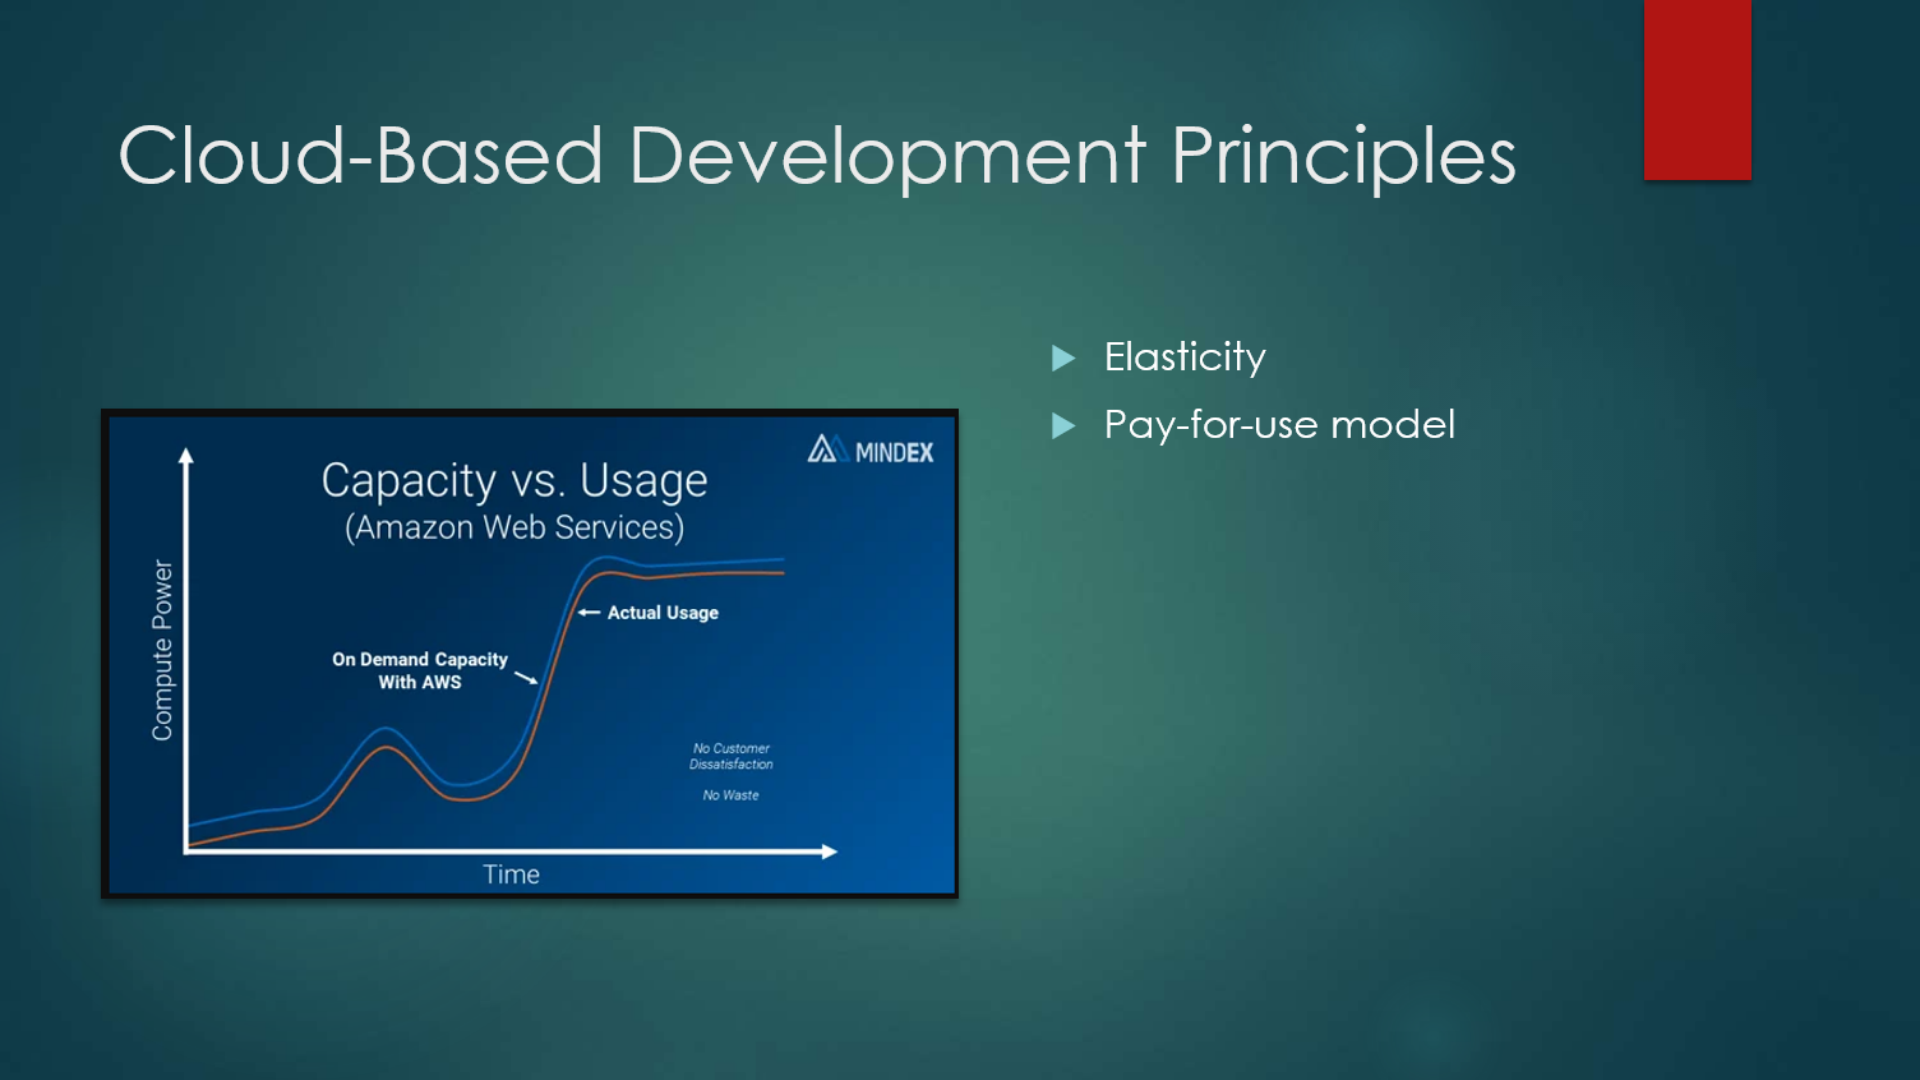 Cloud-Based Development Principles
Elasticity
Pay-for-use model
MINDEX
Capacity vs. Usage
(Amazon Web Services)
Compute Power
Actual Usage
On Demand Capacity
With AWS
No Customer
Dissatisfaction
No Waste
Time